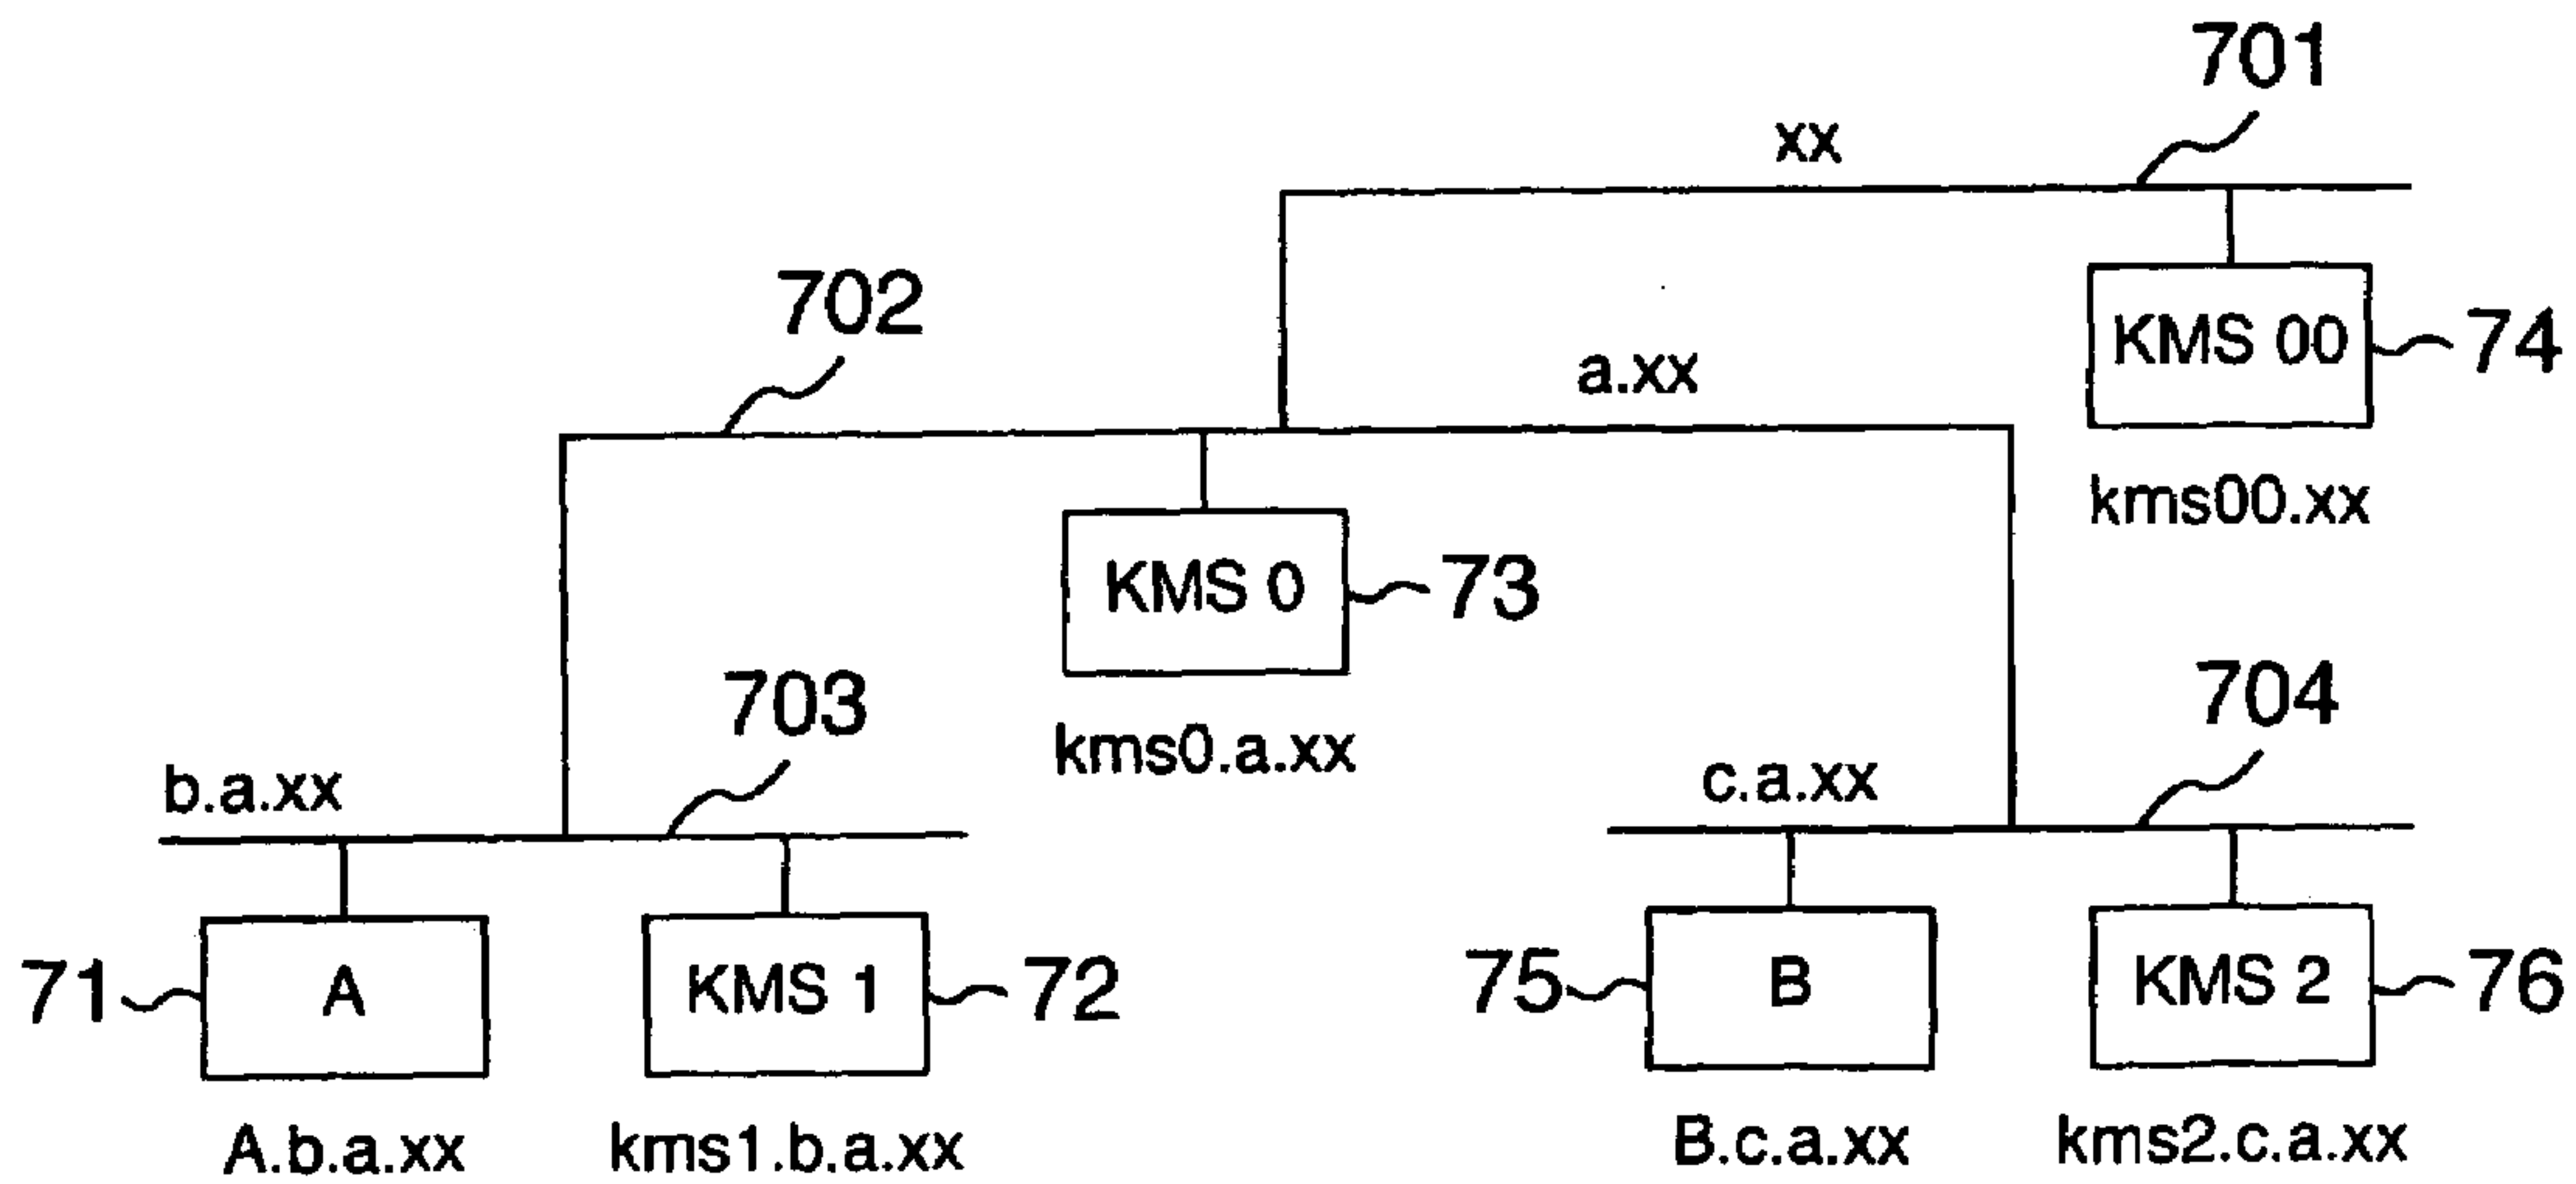 701
xx
702
KMS 00
74
a.xx
kms00.xx
KMS 0
73
703
704
kms0.a.xx
b.a.xx
c.a.xx
71
A
KMS 1
72
75
B
KMS 2
76
A.b.a.xx
kms1.b.a.xx
B.c.a.xx
kms2.c.a.xx